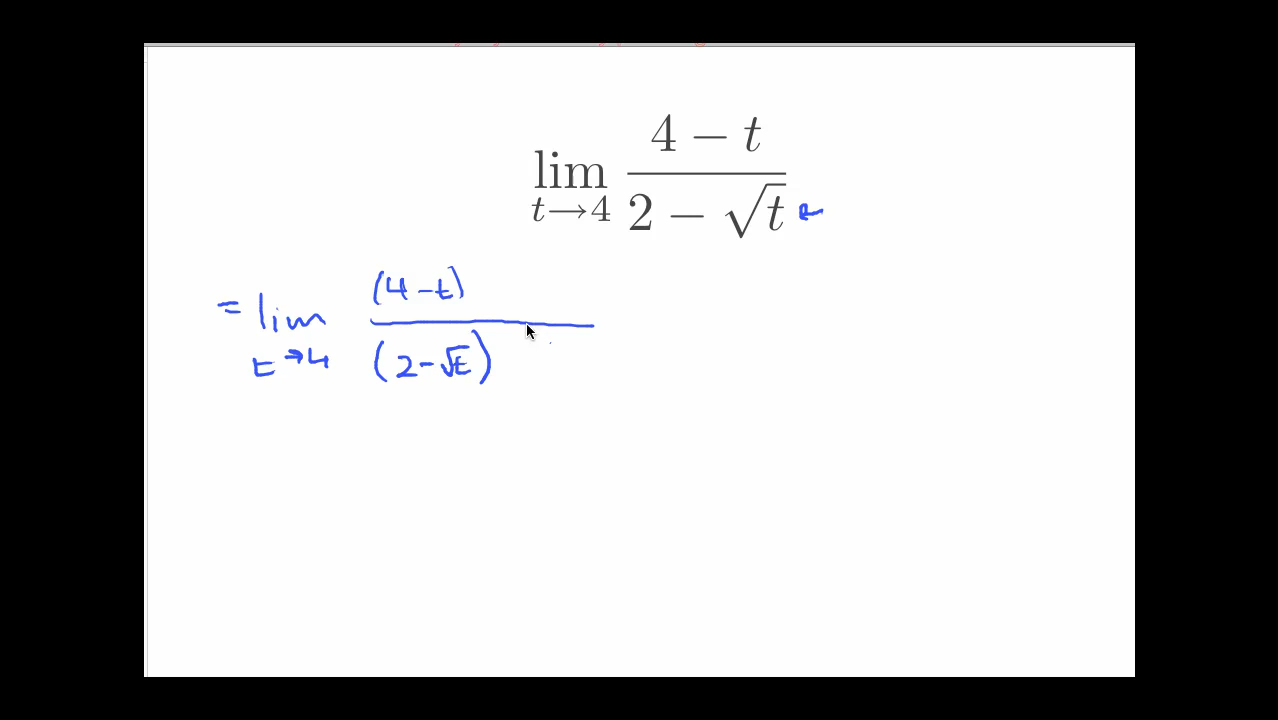 lim t→4 (4 − t)/(2 − √t)
= lim t→4 (4-t)/(2-√t)